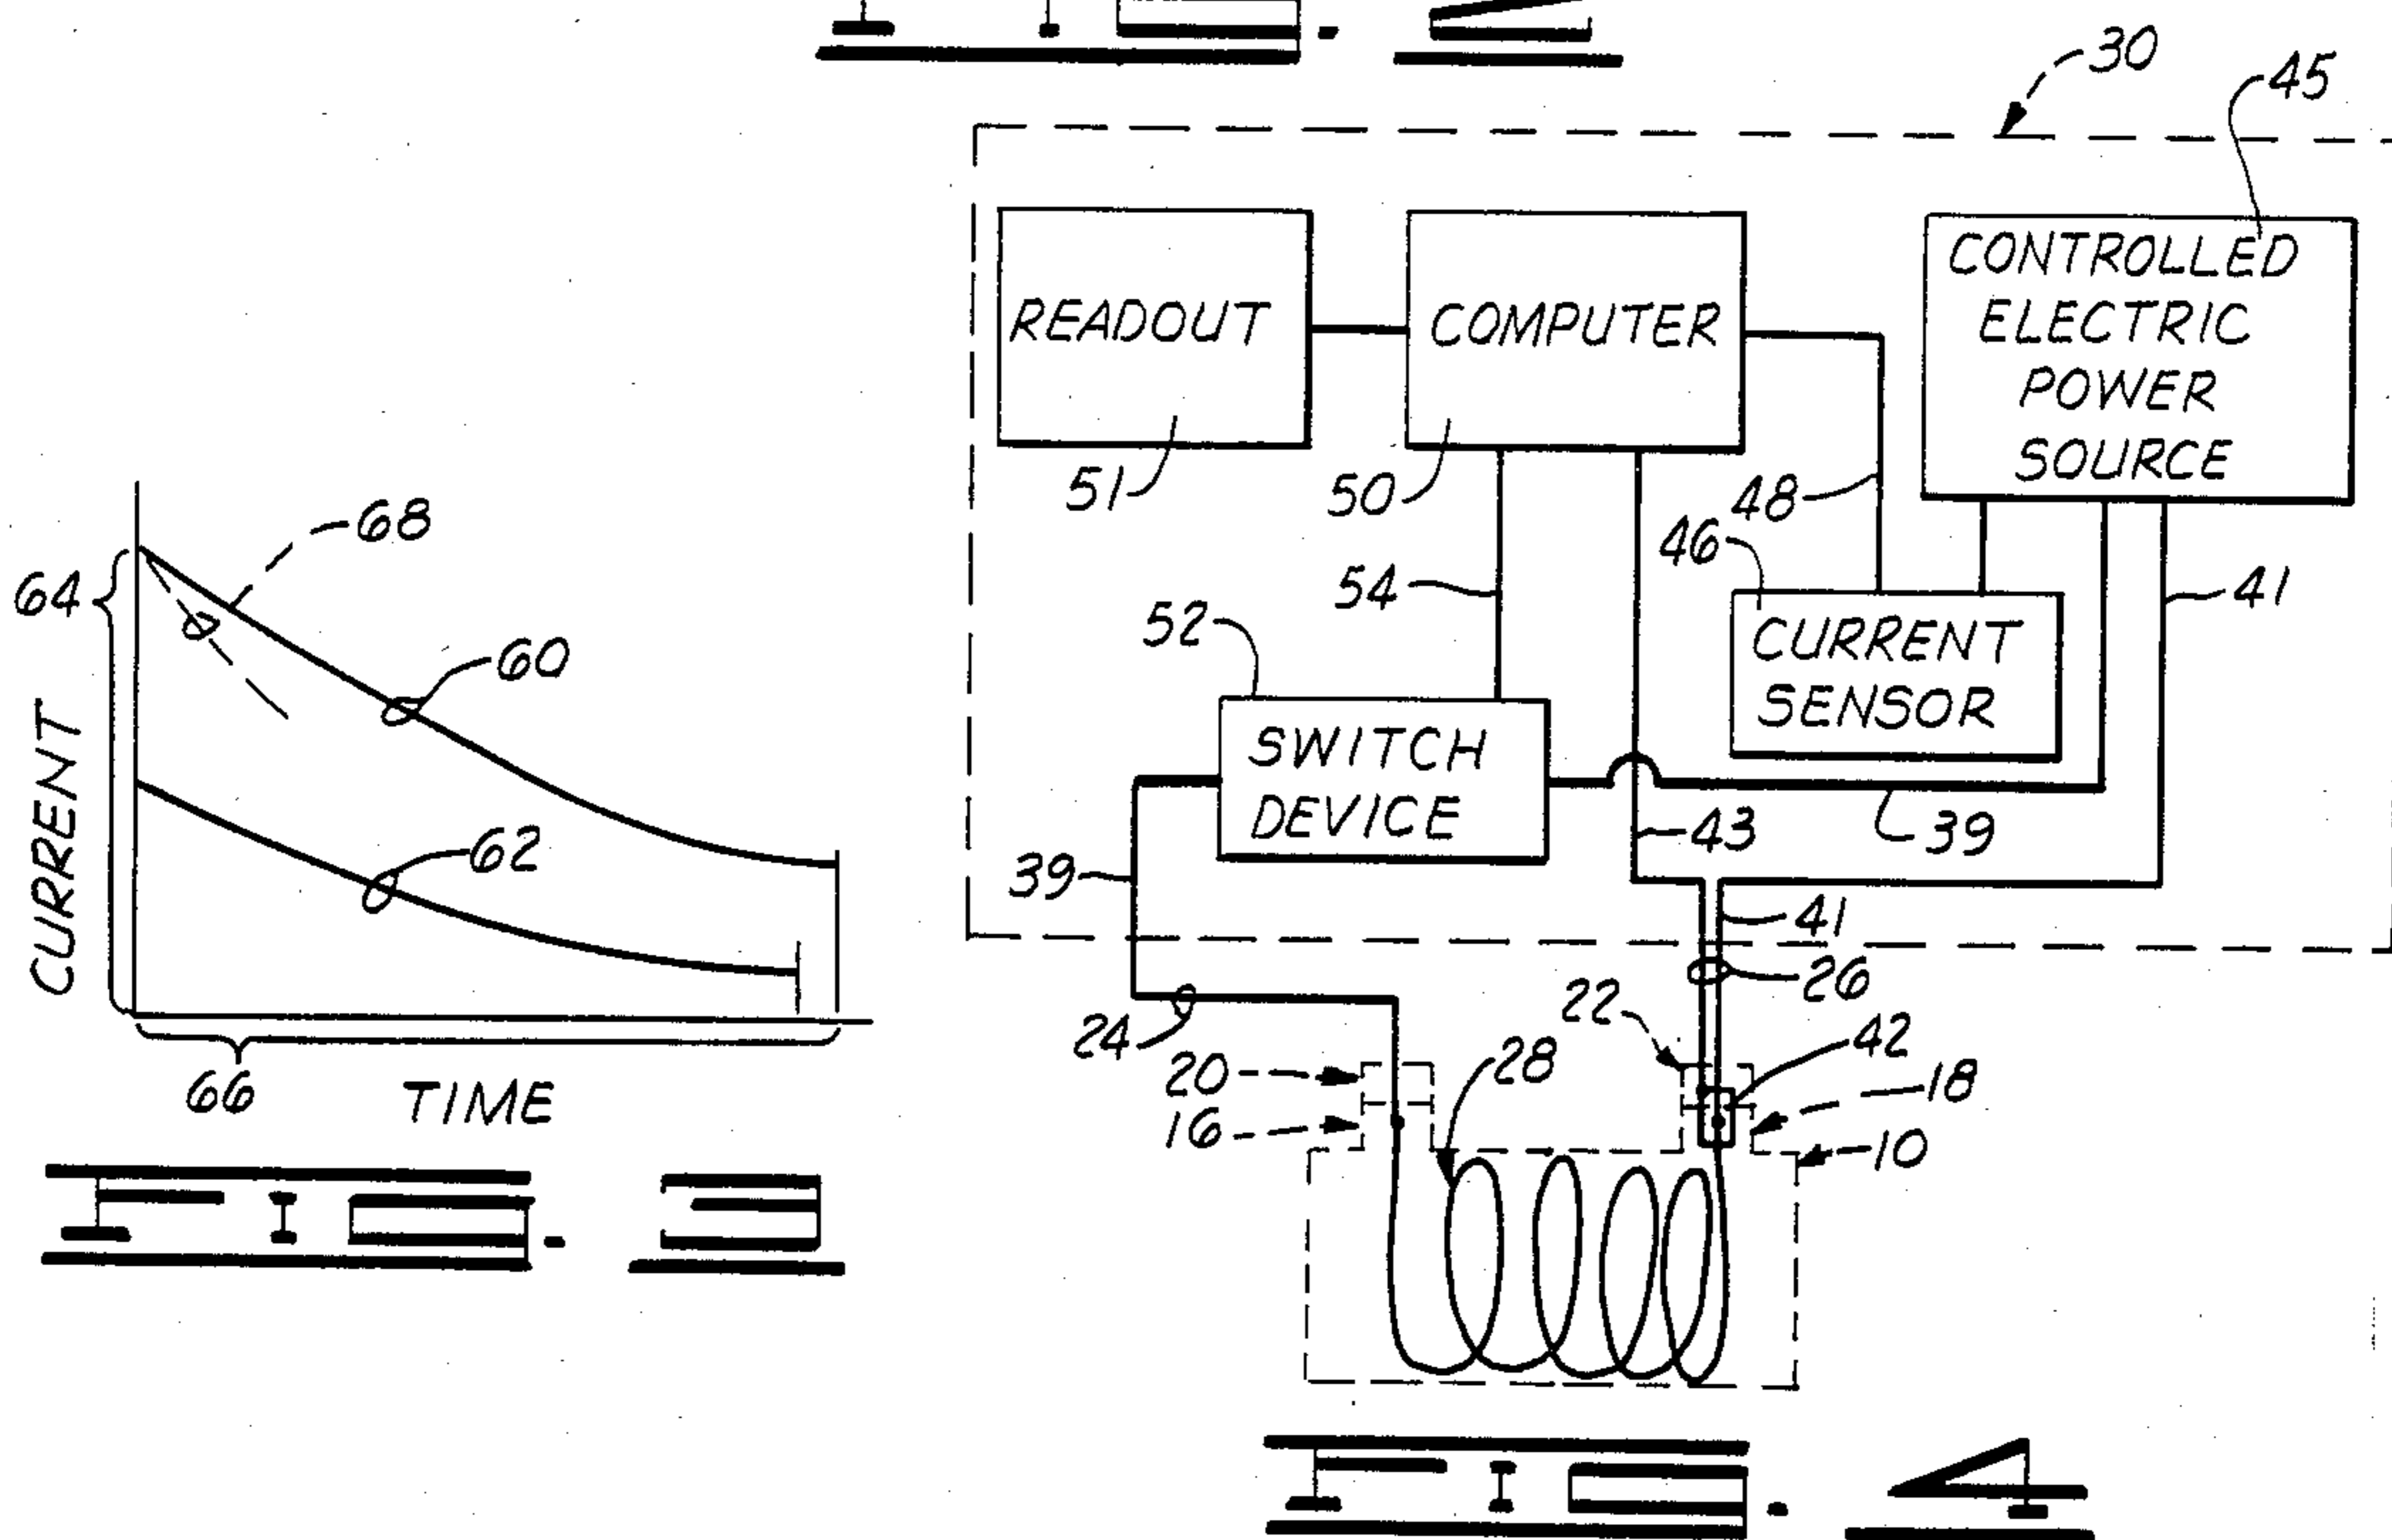 FIG. 2
30
45
READOUT
COMPUTER
CONTROLLED
ELECTRIC
POWER
SOURCE
51
50
48
46
54
52
41
CURRENT
SENSOR
SWITCH
DEVICE
43
39
39
41
26
24
22
42
20
28
18
16
10
FIG. 4
68
64
60
62
CURRENT
66
TIME
FIG. 3